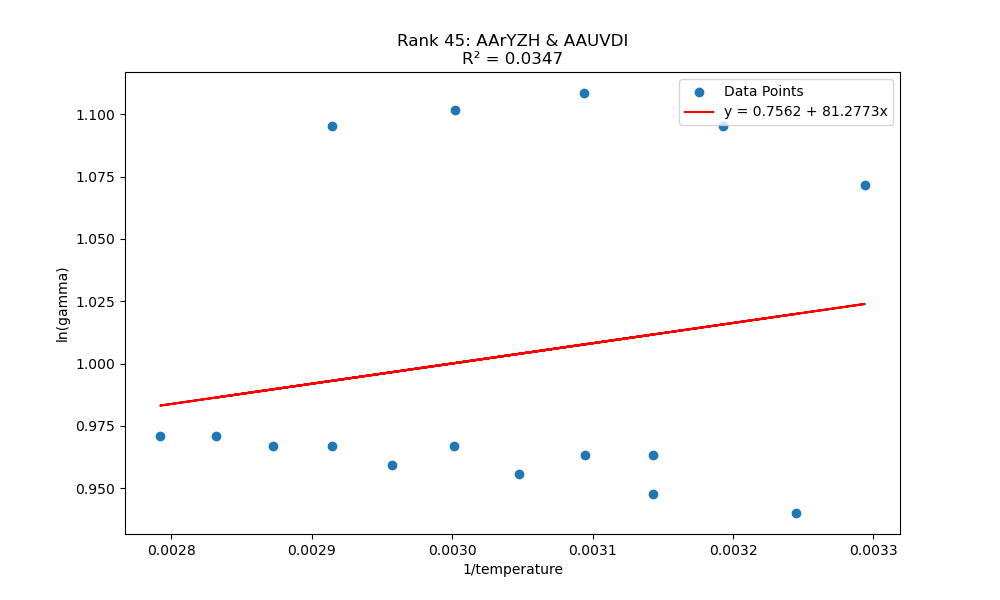 Rank 45: AArYZH & AAUVDI
R² = 0.0347
Data Points
y = 0.7562 + 81.2773x
1.100
1.075
1.050
1.025
1.000
0.975
0.950
ln(gamma)
0.0028 0.0029 0.0030 0.0031 0.0032 0.0033
1/temperature